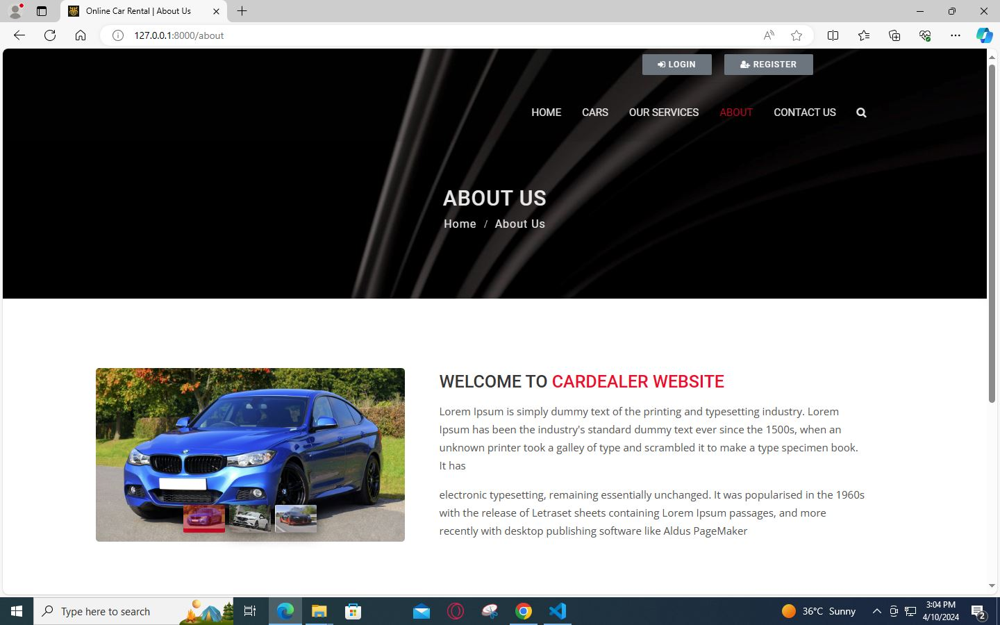 Online Car Rental | About Us
127.0.0.1:8000/about
LOGIN REGISTER
HOME CARS OUR SERVICES ABOUT CONTACT US
ABOUT US
Home / About Us
WELCOME TO CARDEALER WEBSITE
Lorem Ipsum is simply dummy text of the printing and typesetting industry. Lorem
Ipsum has been the industry's standard dummy text ever since the 1500s, when an
unknown printer took a galley of type and scrambled it to make a type specimen book.
It has
electronic typesetting, remaining essentially unchanged. It was popularised in the 1960s
with the release of Letraset sheets containing Lorem Ipsum passages, and more
recently with desktop publishing software like Aldus PageMaker
Type here to search
36°C Sunny
3:04 PM
4/10/2024
2